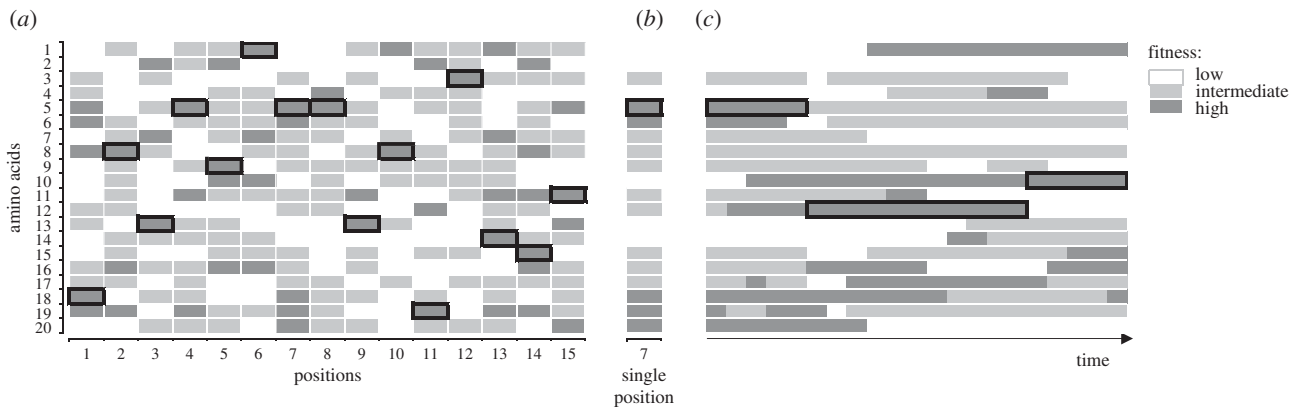 (a)
(b)
(c)
amino acids
1
2
3
4
5
6
7
8
9
10
11
12
13
14
15
16
17
18
19
20
1 2 3 4 5 6 7 8 9 10 11 12 13 14 15
positions
7
single
position
time
fitness:
low
intermediate
high